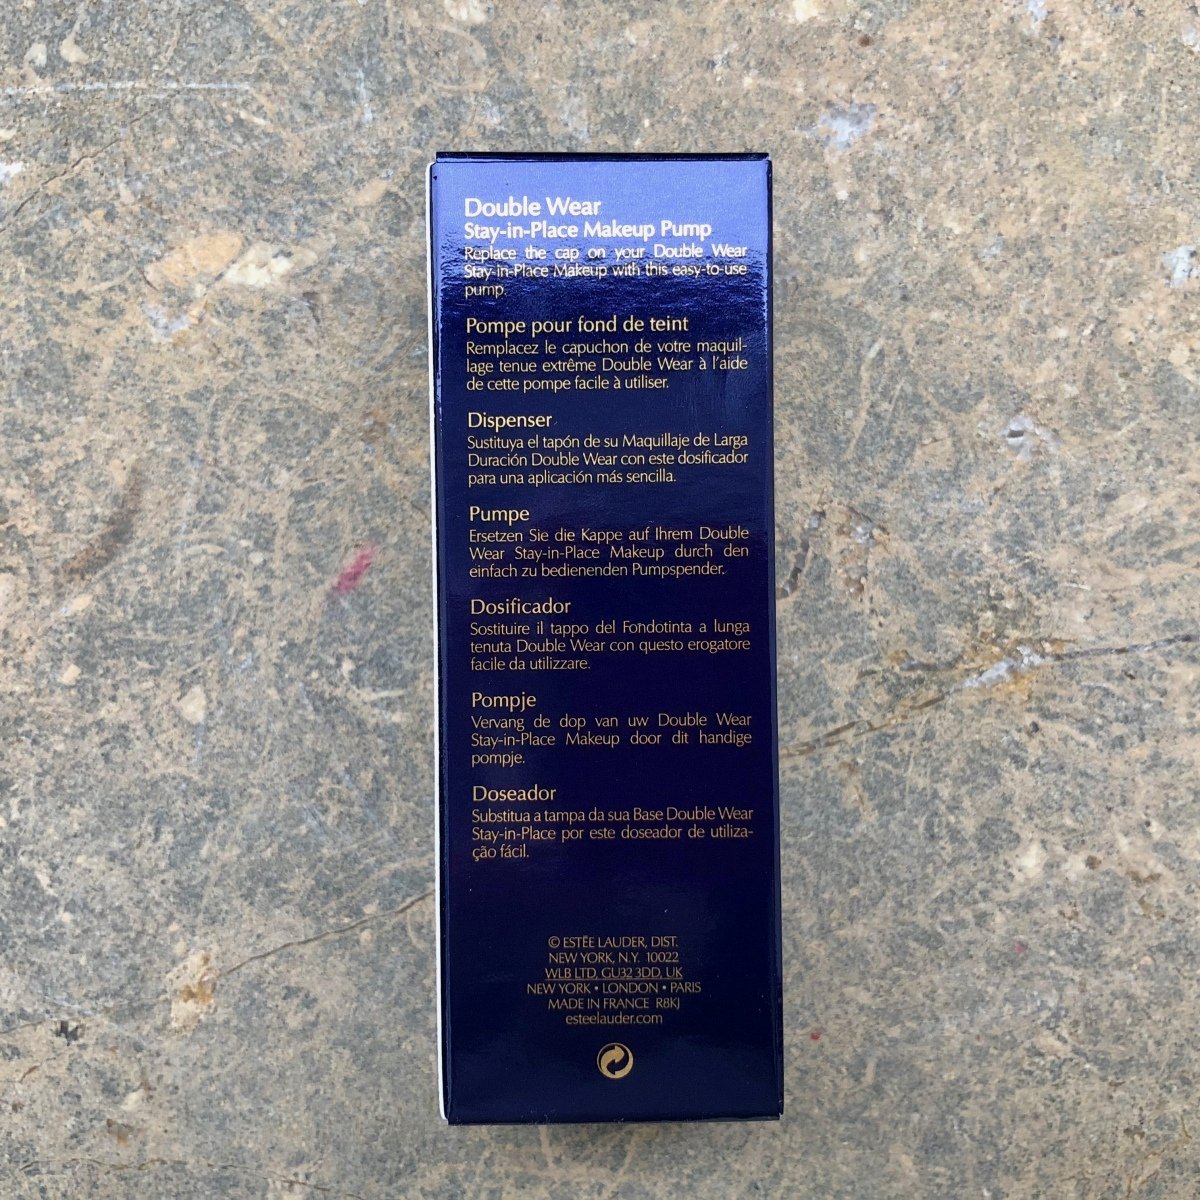 Double Wear
Stay-in-Place Makeup Pump
Replace the cap on your Double Wear
Stay-in-Place Makeup with this easy-to-use
pump.
Pompe pour fond de teint
Remplacez le capuchon de votre maquil-
lage tenue extrême Double Wear à l'aide
de cette pompe facile à utiliser.
Dispenser
Sustituya el tapón de su Maquillaje de Larga
Duración Double Wear con este dosificador
para una aplicación más sencilla.
Pumpe
Ersetzen Sie die Kappe auf Ihrem Double
Wear Stay-in-Place Makeup durch den
einfach zu bedienenden Pumpspender.
Dosificador
Sostituire il tappo del Fondotinta a lunga
tenuta Double Wear con questo erogatore
facile da utilizzare.
Pompje
Vervang de dop van uw Double Wear
Stay-in-Place Makeup door dit handige
pompje.
Doseador
Substitua a tampa da sua Base Double Wear
Stay-in-Place por este doseador de utiliza-
ção fácil.
© ESTĒE LAUDER, DIST.
NEW YORK, N.Y. 10022
WLB LTD, GU32 3DD, UK
NEW YORK • LONDON • PARIS
MADE IN FRANCE R8KJ
esteelauder.com